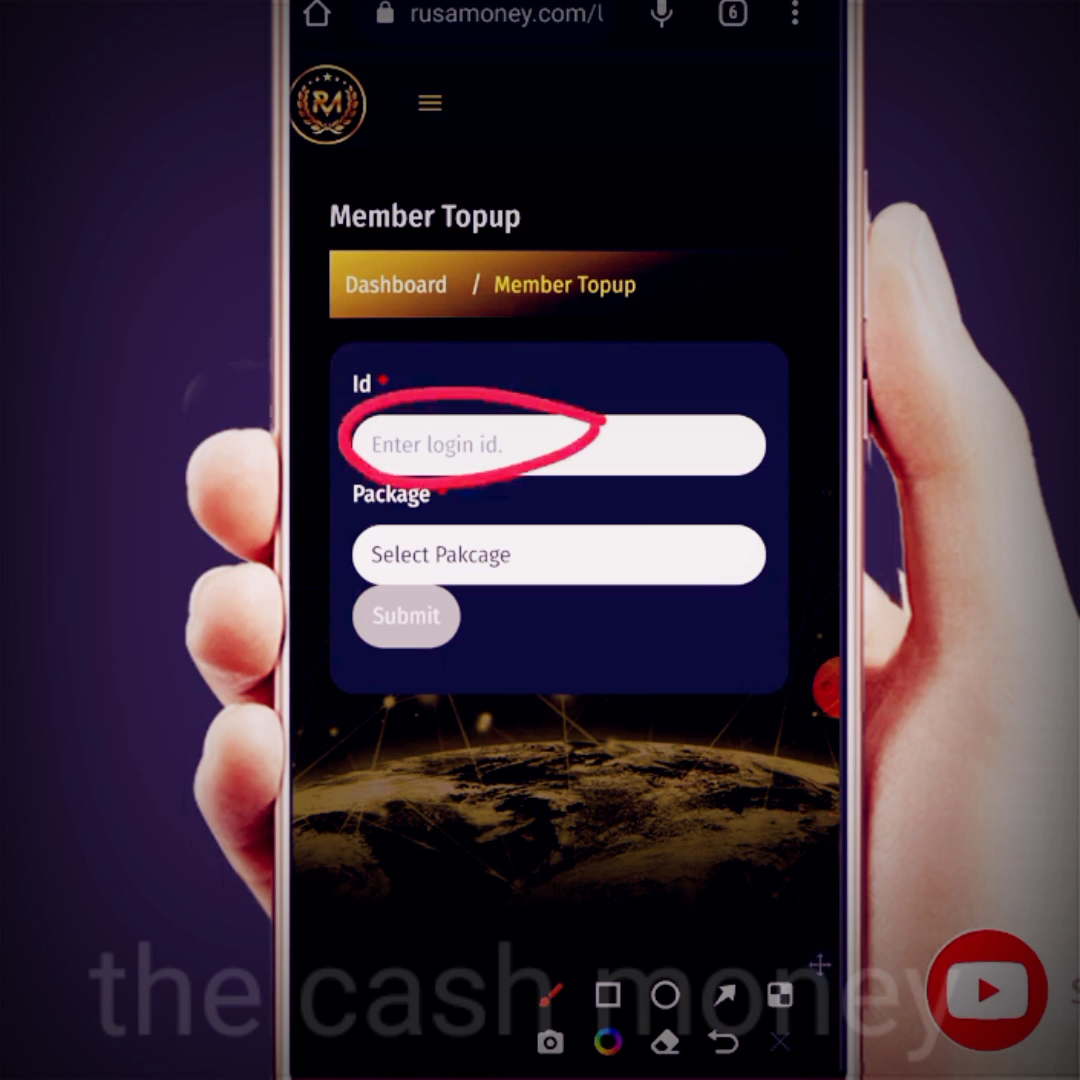 rusamoney.com/l
6
RM
Member Topup
Dashboard / Member Topup
Id *
Enter login id.
Package
Select Pakcage
Submit
the cash money
s